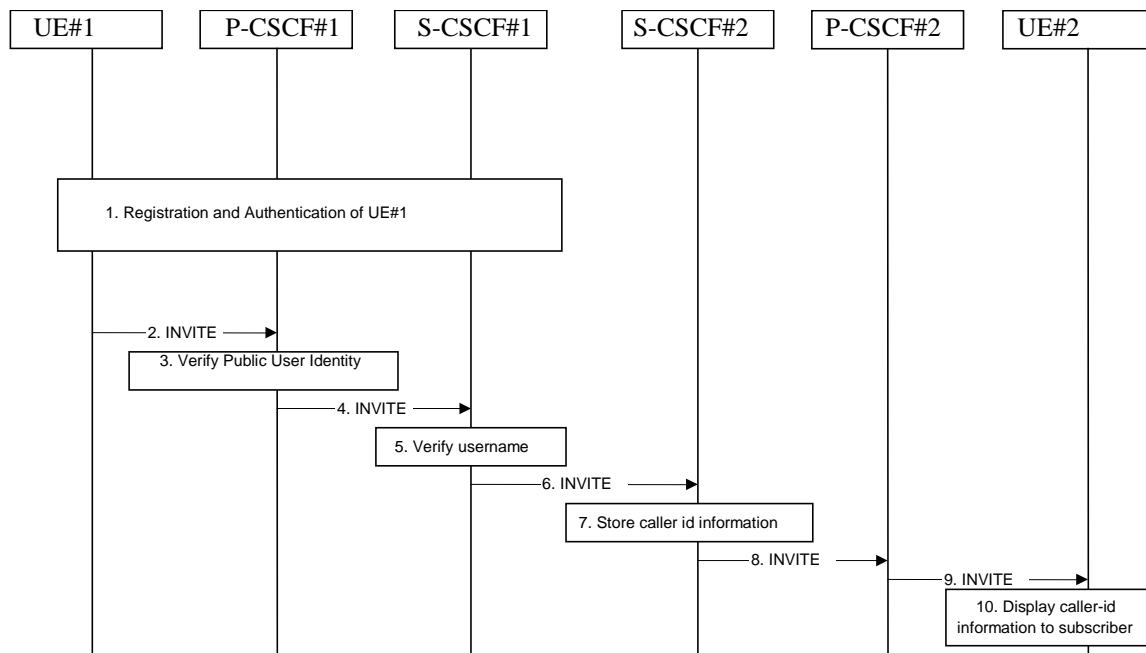 UE#1
P-CSCF#1
S-CSCF#1
S-CSCF#2
P-CSCF#2
UE#2
1. Registration and Authentication of UE#1
2. INVITE
3. Verify Public User Identity
4. INVITE
5. Verify username
6. INVITE
7. Store caller id information
8. INVITE
9. INVITE
10. Display caller-id
information to subscriber